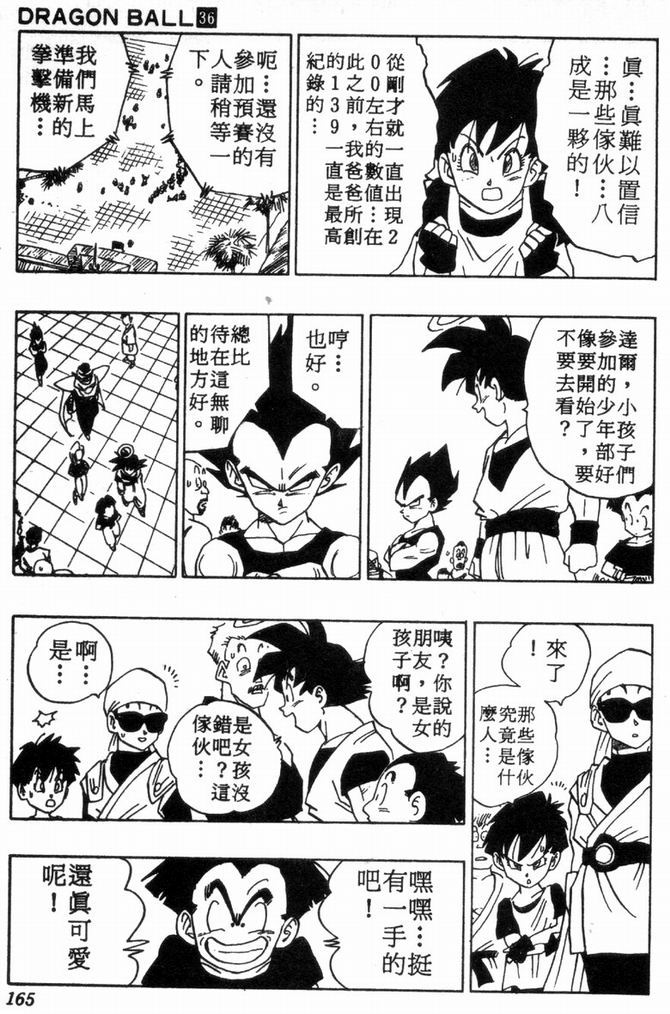 DRAGON BALL 36
眞…眞難以置信
…那些傢伙…八
成是一夥的！
從剛才就一直出現2
00左右的數值…在
此之前，我爸爸所創
的139一直是最高
紀錄的…
呃…還沒有
參加預賽的
人請稍等一
下。
我們馬上
準備新的
拳擊機…
達爾，小孩子們
參加的少年部好
像要開始了，要
不要去看？
哼…
也好。
總比
待在這無聊
的地方好。
來了
！
那些傢伙
究竟是什
麼人…
咦？你說的
朋友，是女
孩子啊？
是女孩沒
錯吧？這
傢伙…
啊…
是…
嘿嘿…挺
有一手的
吧！
還眞可愛
呢！
165